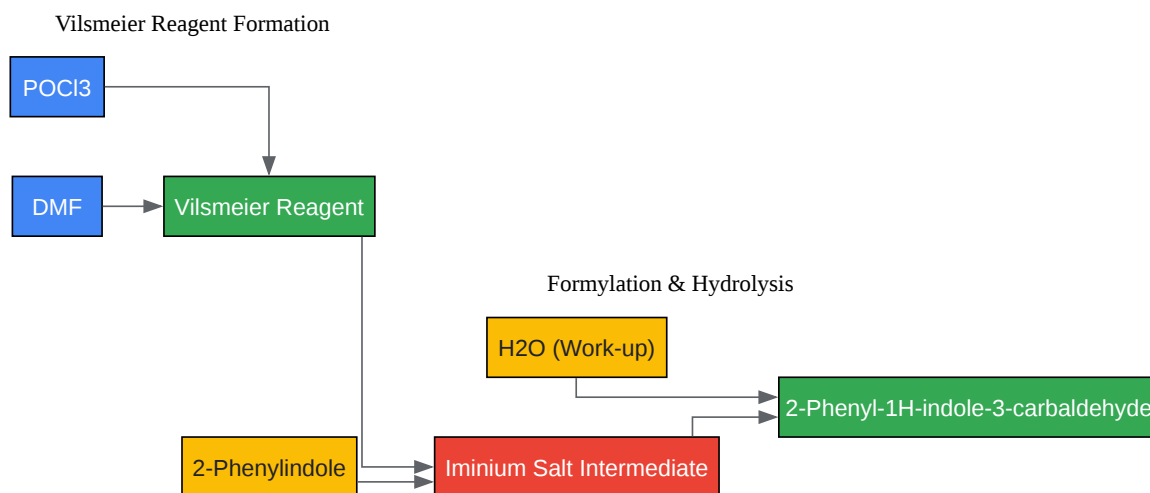 Vilsmeier Reagent Formation
POCl3
DMF
Vilsmeier Reagent
Formylation & Hydrolysis
H2O (Work-up)
2-Phenyl-1H-indole-3-carbaldehyde
2-Phenylindole
Iminium Salt Intermediate